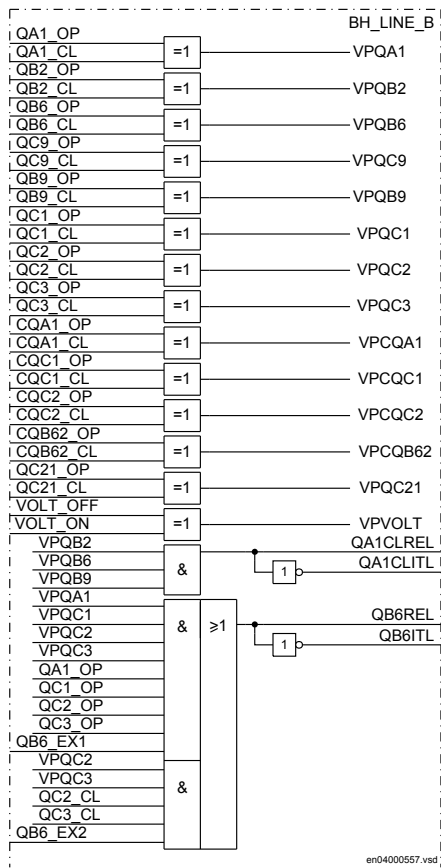 BH_LINE_B
QA1_OP
QA1_CL =1 VPQA1
QB2_OP
QB2_CL =1 VPQB2
QB6_OP
QB6_CL =1 VPQB6
QC9_OP
QC9_CL =1 VPQC9
QB9_OP
QB9_CL =1 VPQB9
QC1_OP
QC1_CL =1 VPQC1
QC2_OP
QC2_CL =1 VPQC2
QC3_OP
QC3_CL =1 VPQC3
CQA1_OP
CQA1_CL =1 VPCQA1
CQC1_OP
CQC1_CL =1 VPCQC1
CQC2_OP
CQC2_CL =1 VPCQC2
CQB62_OP
CQB62_CL =1 VPCQB62
QC21_OP
QC21_CL =1 VPQC21
VOLT_OFF
VOLT_ON =1 VPVOLT
VPQB2 QA1CLREL
VPQB6 & 1 QA1CLITL
VPQB9
VPQA1
VPQC1 & ≥1 QB6REL
VPQC2 1 QB6ITL
VPQC3
QA1_OP
QC1_OP
QC2_OP
QC3_OP
QB6_EX1
VPQC2
VPQC3 &
QC2_CL
QC3_CL
QB6_EX2
en04000557.vsd